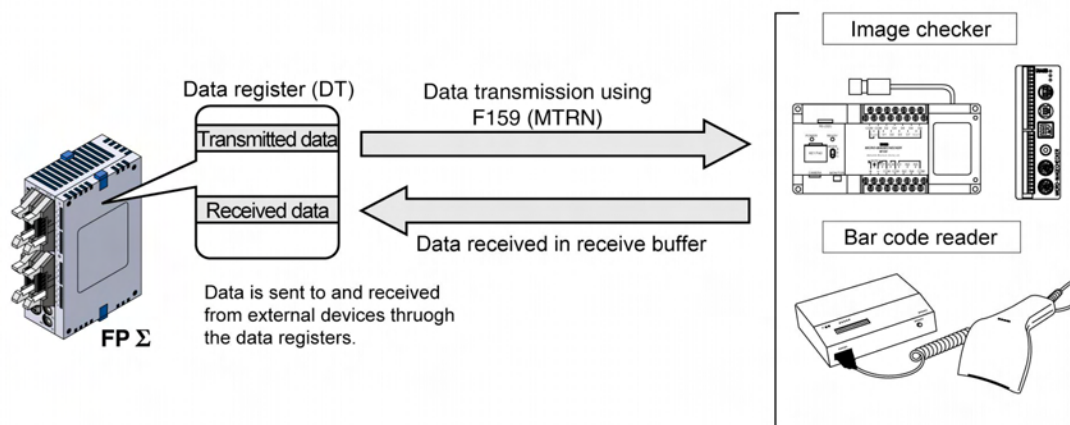 Image checker
Data register (DT)
Data transmission using
F159 (MTRN)
Transmitted data
Received data
Data received in receive buffer
Bar code reader
Data is sent to and received
from external devices thruogh
the data registers.
FP Σ